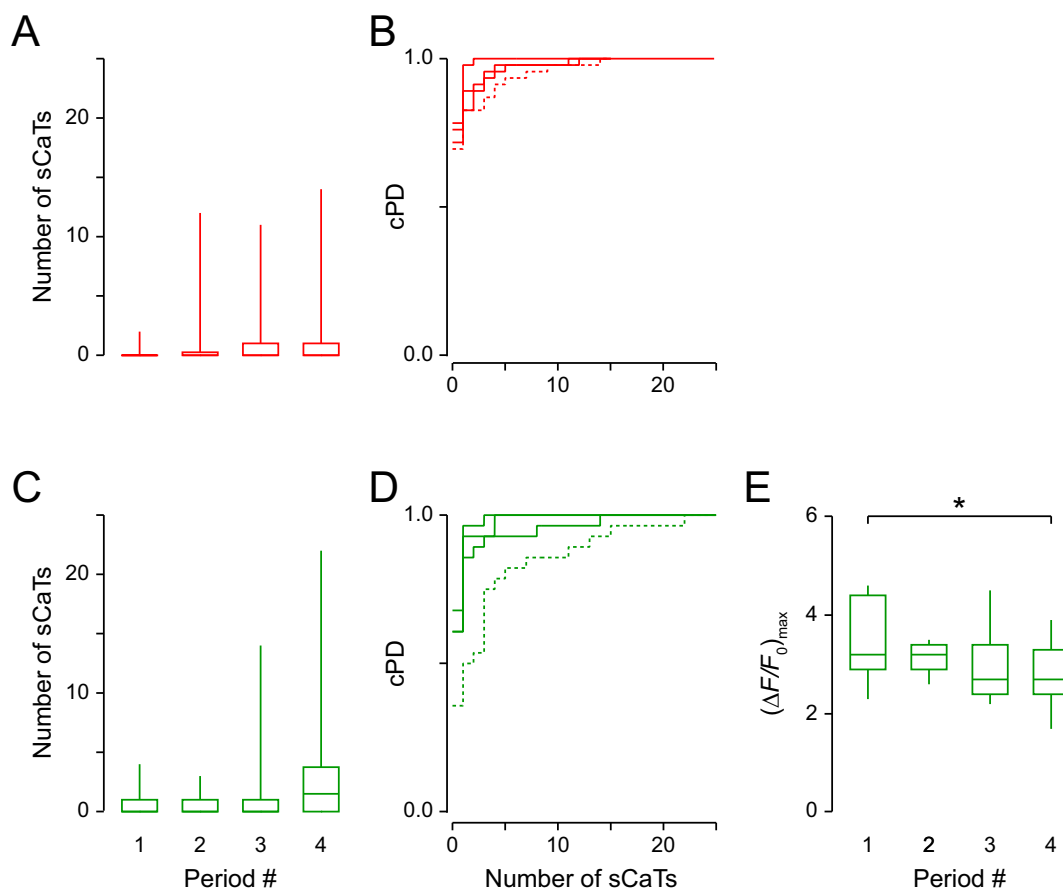 A
B
20
10
0
Number of sCaTs
1.0
0.0
cPD
0 10 20
C
D
E
20
10
0
Number of sCaTs
1 2 3 4
Period #
1.0
0.0
cPD
0 10 20
Number of sCaTs
*
6
4
2
0
(ΔF/F0)max
1 2 3 4
Period #